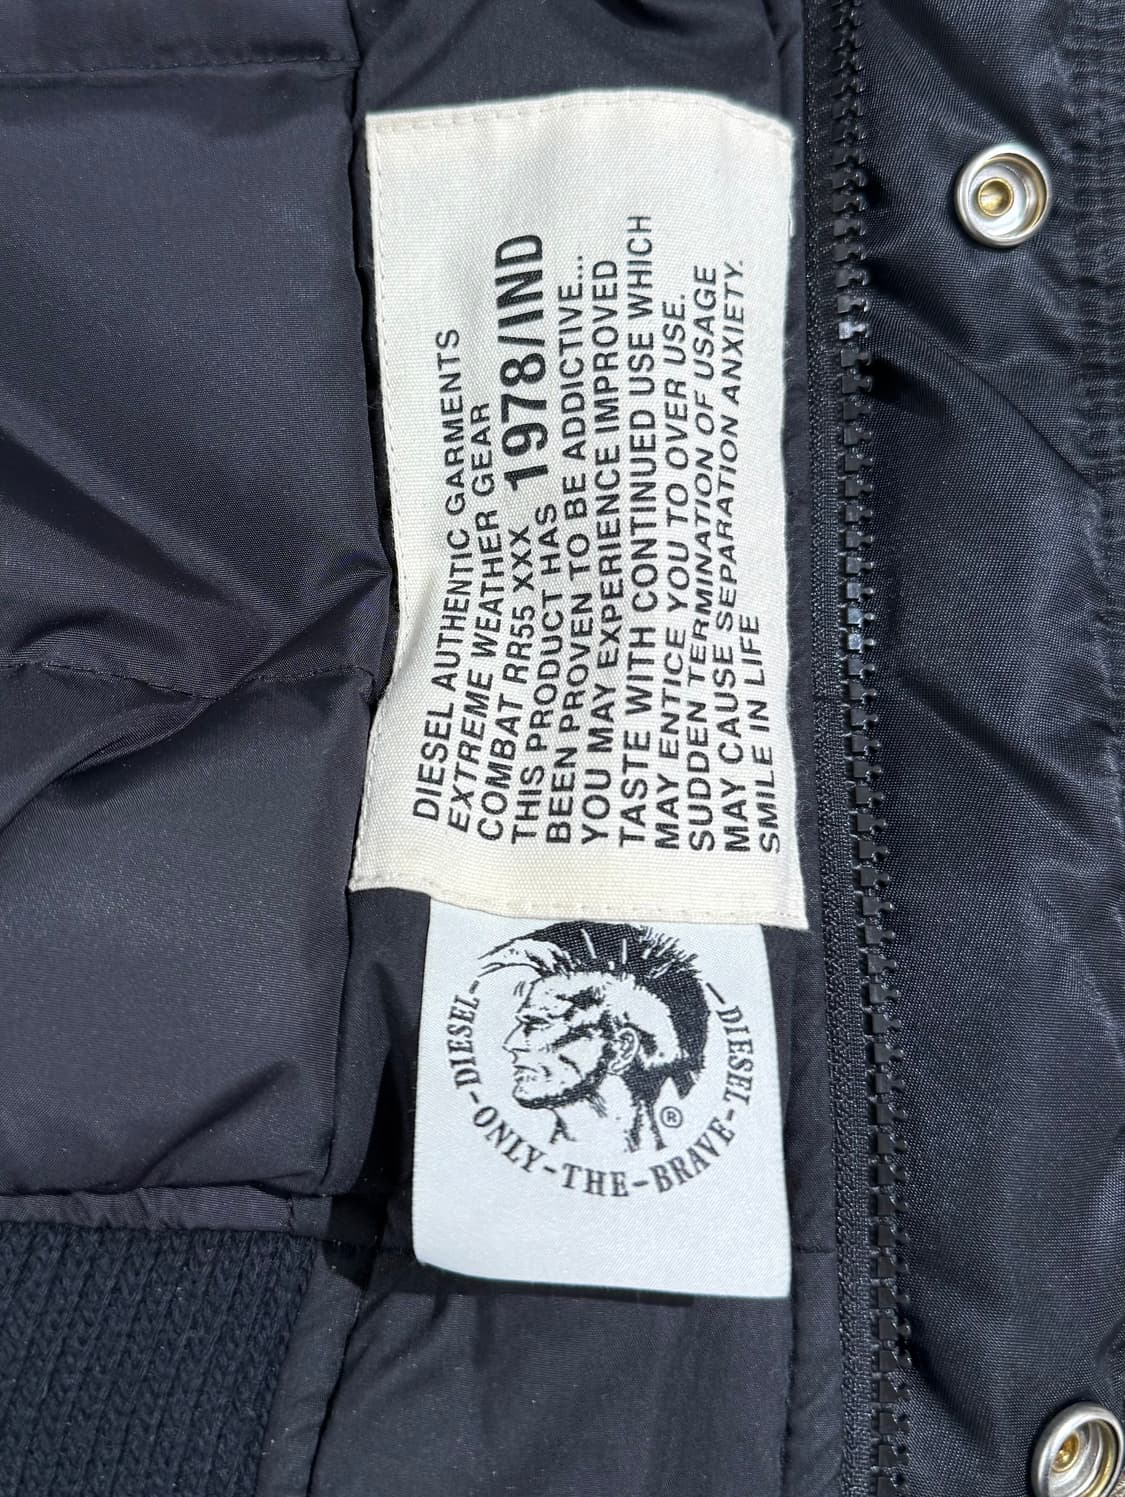 DIESEL AUTHENTIC GARMENTS
EXTREME WEATHER GEAR
COMBAT RR55 XXX 1978/IND
THIS PRODUCT HAS
BEEN PROVEN TO BE ADDICTIVE...
YOU MAY EXPERIENCE IMPROVED
TASTE WITH CONTINUED USE WHICH
MAY ENTICE YOU TO OVER USE.
SUDDEN TERMINATION OF USAGE
MAY CAUSE SEPARATION ANXIETY.
SMILE IN LIFE
-DIESEL-ONLY-THE-BRAVE-DIESEL-
®